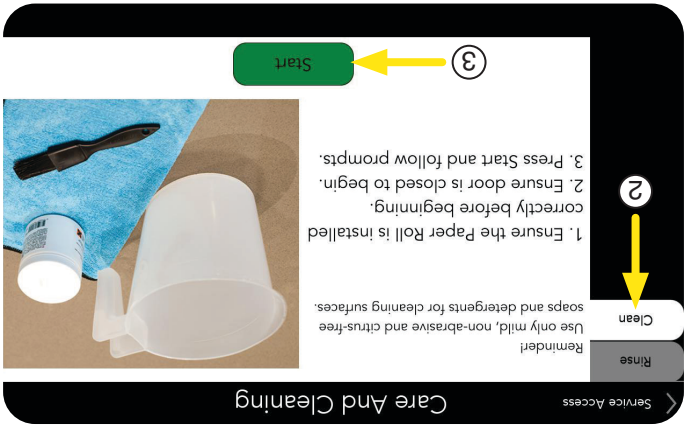 Service Access
Care And Cleaning
Rinse
Clean
Reminder!
Use only mild, non-abrasive and citrus-free
soaps and detergents for cleaning surfaces.
1. Ensure the Paper Roll is installed
correctly before beginning.
2. Ensure door is closed to begin.
3. Press Start and follow prompts.
Start
2
3